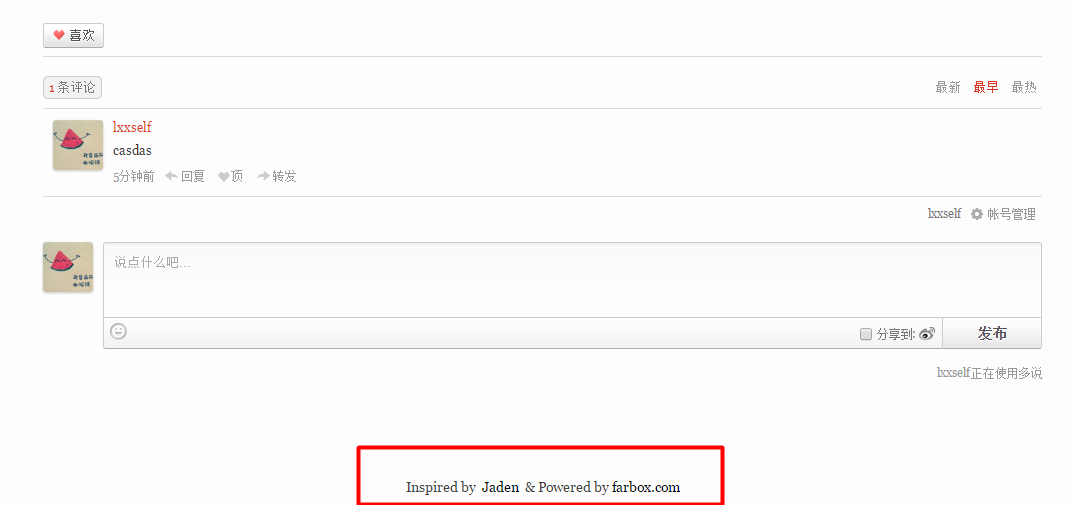 喜欢
1 条评论
最新 最早 最热
lxxself
casdas
5分钟前 回复 顶 转发
lxxself 帐号管理
说点什么吧...
分享到: 发布
lxxself正在使用多说
Inspired by Jaden & Powered by farbox.com